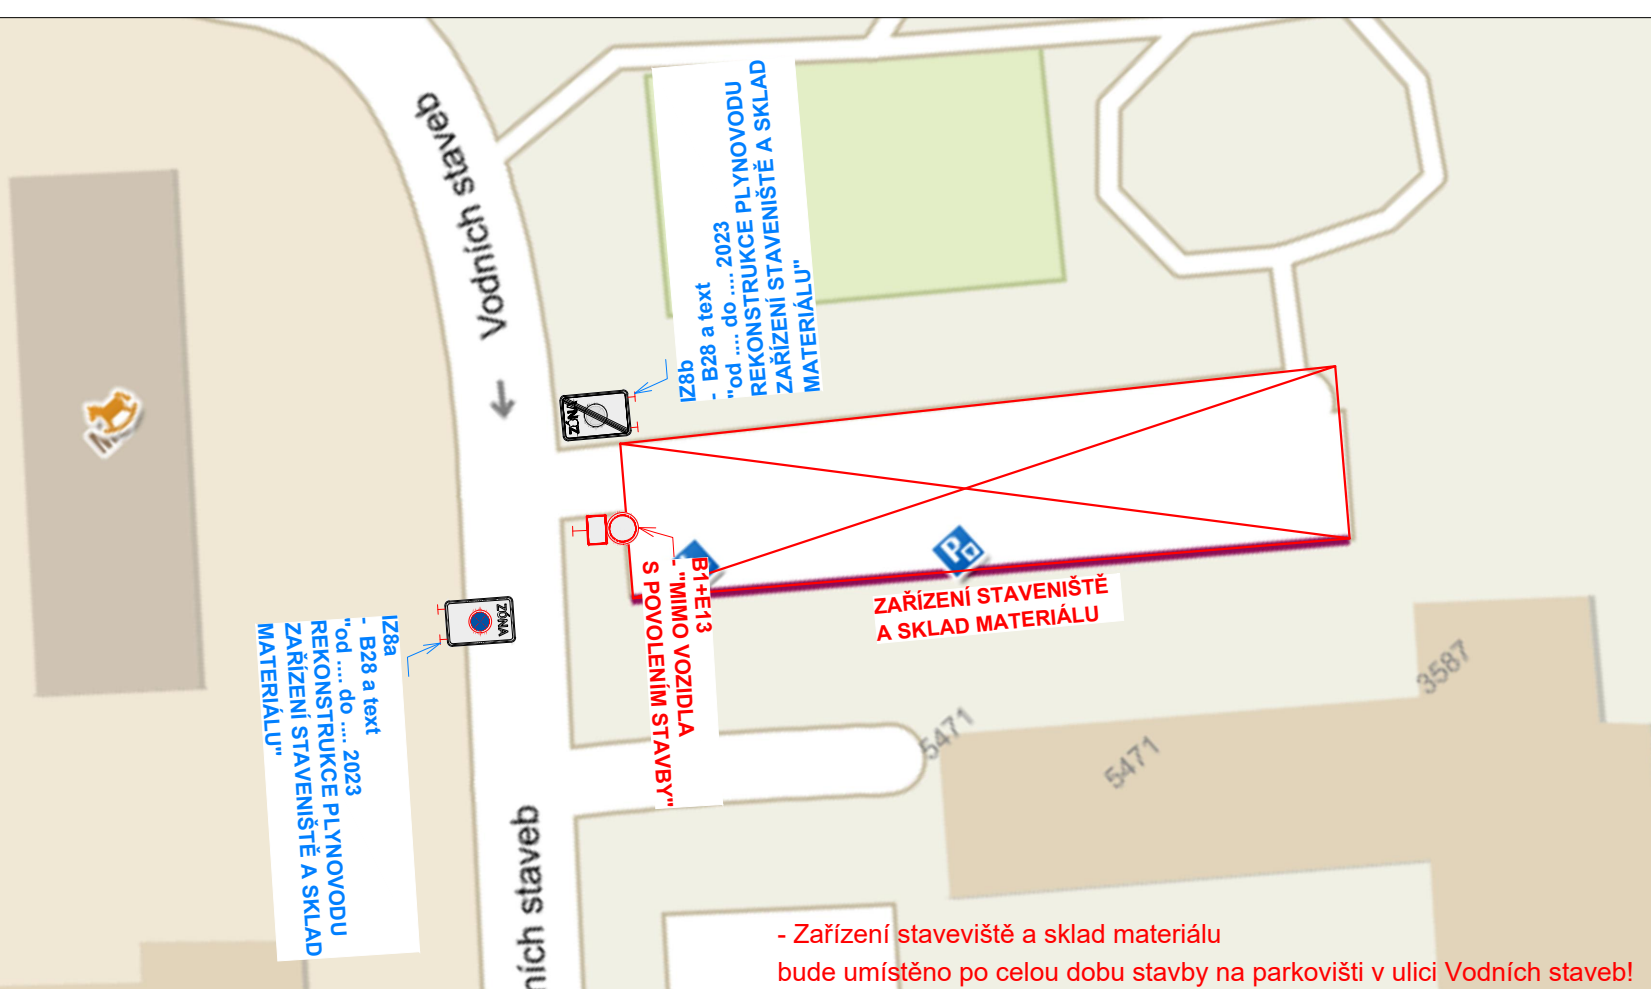 Vodních staveb
IZ8b
- B28 a text
"od .... do .... 2023
REKONSTRUKCE PLYNOVODU
ZAŘÍZENÍ STAVENIŠTĚ A SKLAD
MATERIÁLU"
ZÓNA
B1+E13
- "MIMO VOZIDLA
S POVOLENÍM STAVBY"
P
ZAŘÍZENÍ STAVENIŠTĚ
A SKLAD MATERIÁLU
ZÓNA
IZ8a
- B28 a text
"od .... do .... 2023
REKONSTRUKCE PLYNOVODU
ZAŘÍZENÍ STAVENIŠTĚ A SKLAD
MATERIÁLU"
3587
5471
5471
ních staveb
- Zařízení staveviště a sklad materiálu
bude umístěno po celou dobu stavby na parkovišti v ulici Vodních staveb!